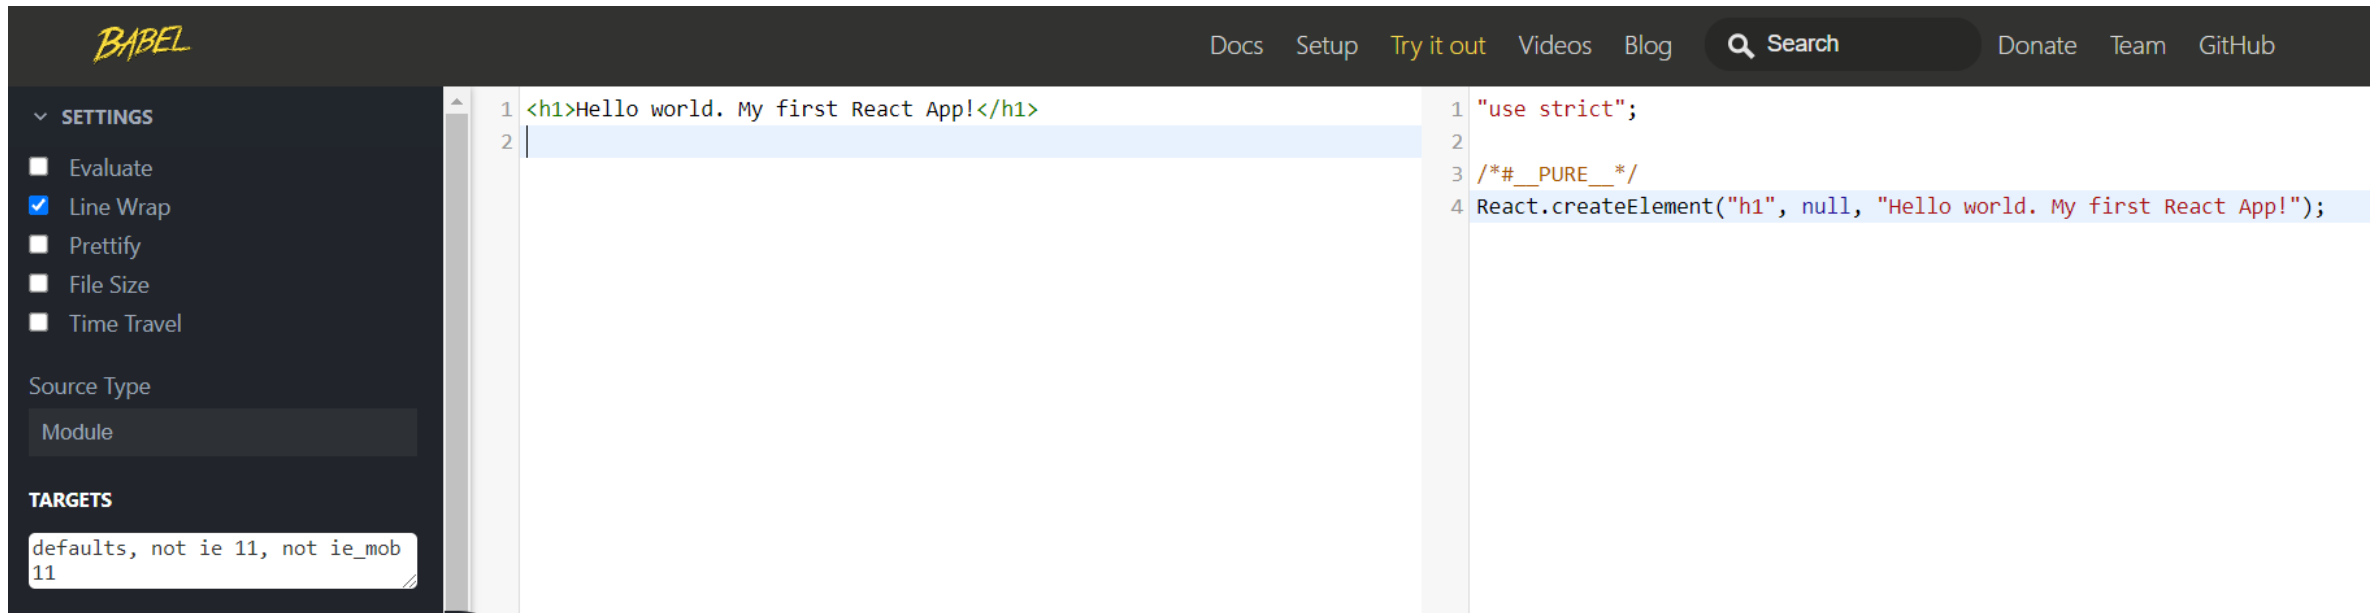 BABEL
Docs Setup Try it out Videos Blog Search Donate Team GitHub
SETTINGS
Evaluate
Line Wrap
Prettify
File Size
Time Travel
Source Type
Module
TARGETS
defaults, not ie 11, not ie_mob
11
1 <h1>Hello world. My first React App!</h1>
2
1 "use strict";
2
3 /*#__PURE__*/
4 React.createElement("h1", null, "Hello world. My first React App!");